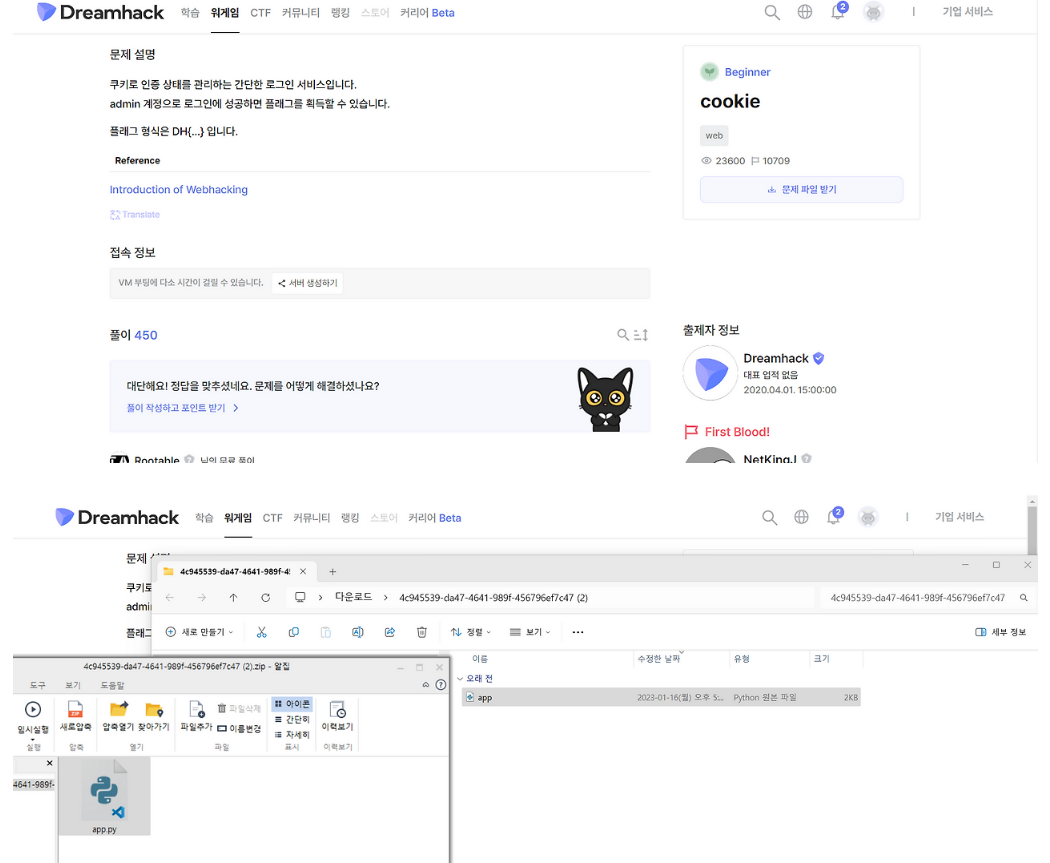 Dreamhack 학습 워게임 CTF 커뮤니티 랭킹 스토어 커리어 Beta 2 기업 서비스
문제 설명
쿠키로 인증 상태를 관리하는 간단한 로그인 서비스입니다.
admin 계정으로 로그인에 성공하면 플래그를 획득할 수 있습니다.
플래그 형식은 DH{...} 입니다.
Reference
Introduction of Webhacking
Translate
접속 정보
VM 부팅에 다소 시간이 걸릴 수 있습니다. 서버 생성하기
풀이 450
대단해요! 정답을 맞추셨네요. 문제를 어떻게 해결하셨나요?
풀이 작성하고 포인트 받기
Rootable 님의 무료 풀이
Beginner
cookie
web
23600 10709
문제 파일 받기
출제자 정보
Dreamhack
대표 업적 없음
2020.04.01. 15:00:00
First Blood!
NetKingJ
Dreamhack 학습 워게임 CTF 커뮤니티 랭킹 스토어 커리어 Beta 2 기업 서비스
문제
쿠키로
admi
플래그
4c945539-da47-4641-989f-4
다운로드 4c945539-da47-4641-989f-456796ef7c47 (2) 4c945539-da47-4641-989f-456796ef7c47
새로 만들기 정렬 보기 ... 세부 정보
이름 수정한 날짜 유형 크기
오래 전
app 2023-01-16(월) 오후 5:... Python 원본 파일 2KB
4c945539-da47-4641-989f-456796ef7c47 (2).zip - 알집
도구 보기 도움말
임시실행 새로압축 압축열기 찾아가기 파일추가 파일삭제 이름변경 아이콘 간단히 자세히 이력보기
실행 압축 열기 파일 표시 이력보기
4641-989f-
app.py